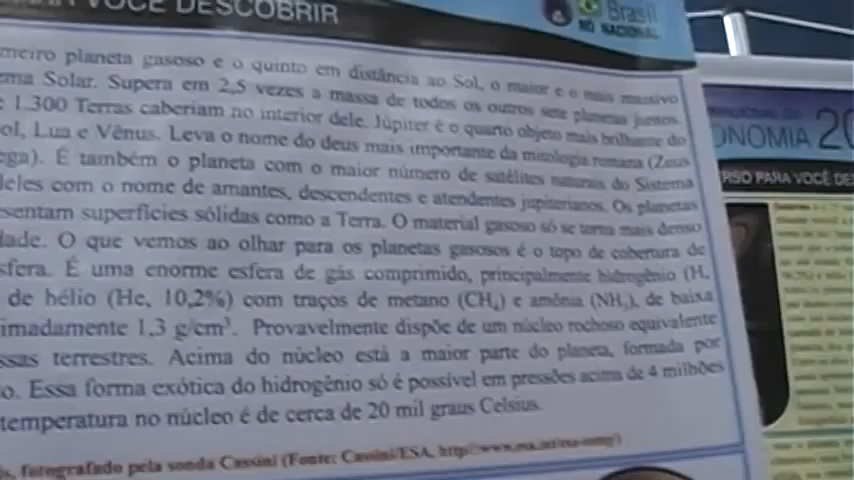 VOCÊ DESCOBRIR
Brasil
NO NACIONAL
meiro planeta gasoso e o quinto em distância ao Sol, o maior e o mais massivo
ma Solar. Supera em 2,5 vezes a massa de todos os outros sete planetas juntos.
1.300 Terras caberiam no interior dele. Júpiter é o quarto objeto mais brilhante do
ol, Lua e Vênus. Leva o nome do deus mais importante da mitologia romana (Zeus
ega). É também o planeta com o maior número de satélites naturais do Sistema
deles com o nome de amantes, descendentes e atendentes jupiterianos. Os planetas
sentam superfícies sólidas como a Terra. O material gasoso só se torna mais denso
dade. O que vemos ao olhar para os planetas gasosos é o topo de cobertura de
sfera. É uma enorme esfera de gás comprimido, principalmente hidrogênio (H,
de hélio (He, 10,2%) com traços de metano (CH₄) e amônia (NH₃), de baixa
imadamente 1,3 g/cm³. Provavelmente dispõe de um núcleo rochoso equivalente
ssas terrestres. Acima do núcleo está a maior parte do planeta, formada por
o. Essa forma exótica do hidrogênio só é possível em pressões acima de 4 milhões
temperatura no núcleo é de cerca de 20 mil graus Celsius.
fotografado pela sonda Cassini (Fonte: Cassini/ESA,
ONOMIA 20
RSO PARA VOCÊ DE